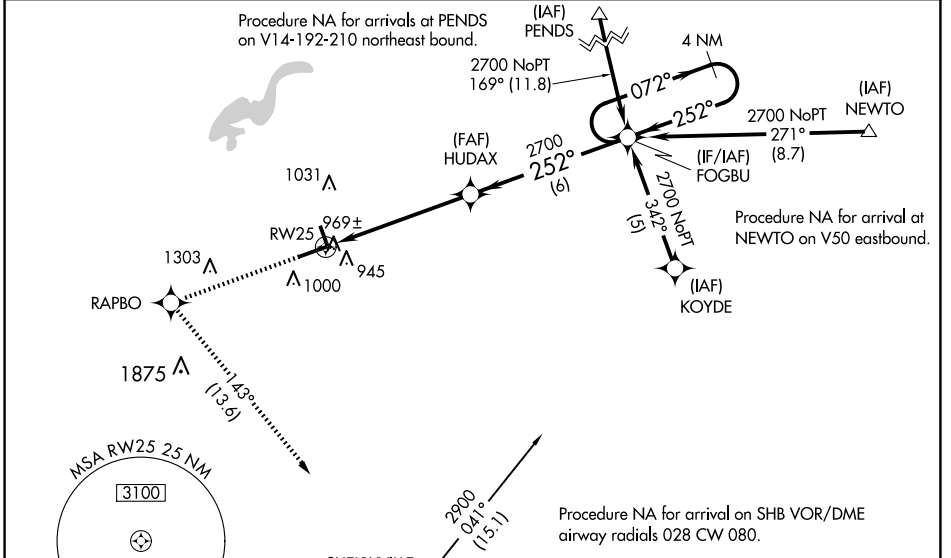 Procedure NA for arrivals at PENDS
on V14-192-210 northeast bound.
(IAF)
PENDS
4 NM
2700 NoPT
169° (11.8)
072°
252°
(IAF)
NEWTO
2700 NoPT
271°
(8.7)
(FAF)
HUDAX
2700
252°
(6)
(IF/IAF)
FOGBU
1031
2700 NoPT
342°
(5)
969±
RW25
Procedure NA for arrival at
NEWTO on V50 eastbound.
1303
945
1000
(IAF)
KOYDE
RAPBO
1875
143°
(13.6)
MSA RW25 25 NM
3100
2900
041°
(15.1)
Procedure NA for arrival on SHB VOR/DME
airway radials 028 CW 080.